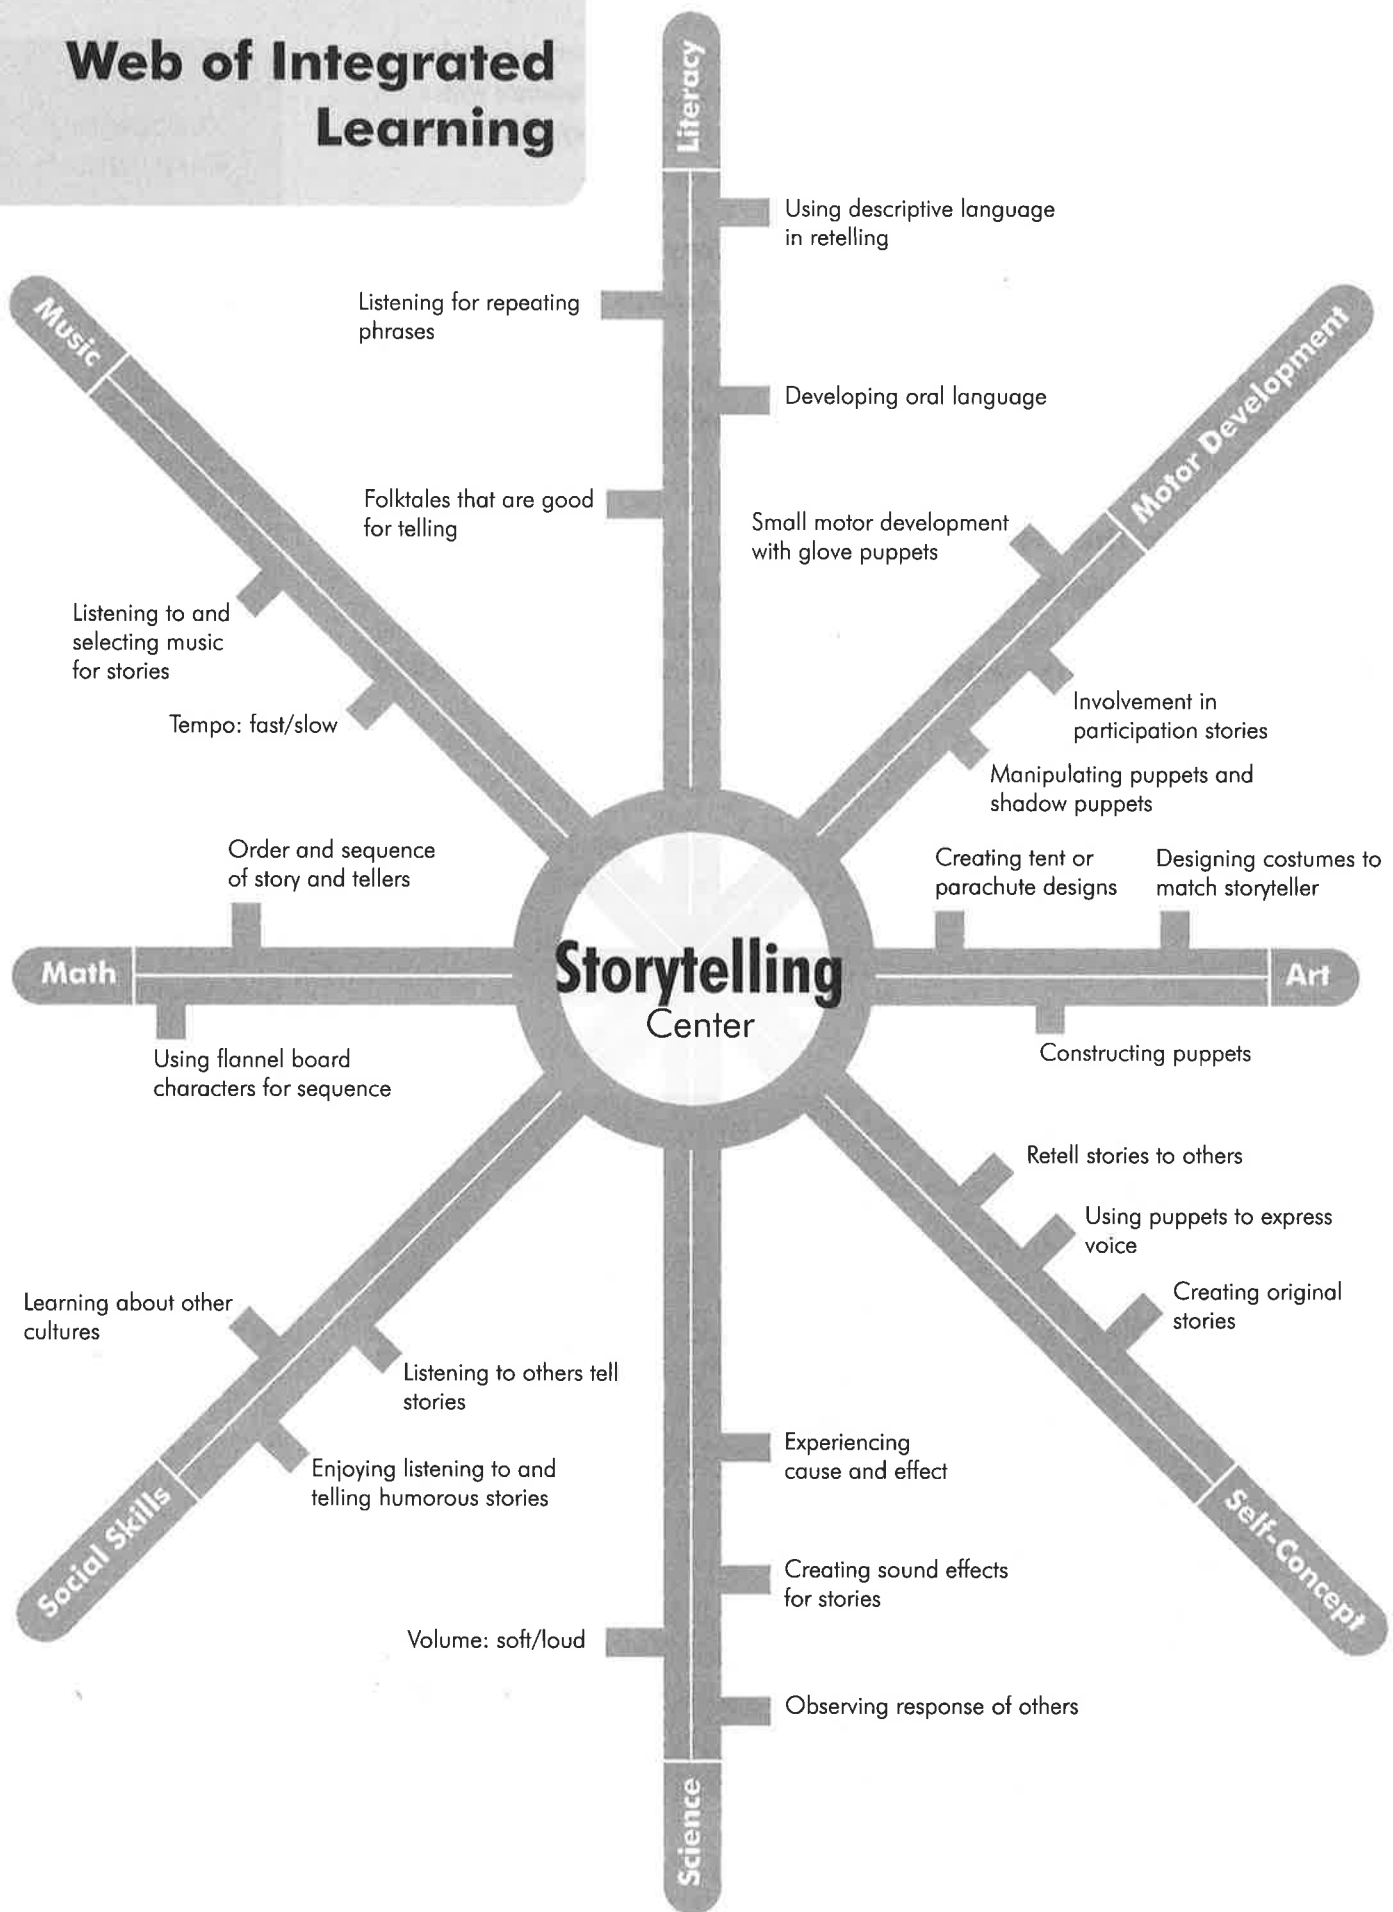 Web of Integrated
Learning
Literacy
Using descriptive language
in retelling
Listening for repeating
phrases
Developing oral language
Folktales that are good
for telling
Motor Development
Small motor development
with glove puppets
Involvement in
participation stories
Manipulating puppets and
shadow puppets
Music
Listening to and
selecting music
for stories
Tempo: fast/slow
Order and sequence
of story and tellers
Math
Using flannel board
characters for sequence
Storytelling
Center
Creating tent or
parachute designs
Designing costumes to
match storyteller
Art
Constructing puppets
Retell stories to others
Using puppets to express
voice
Creating original
stories
Self-Concept
Learning about other
cultures
Listening to others tell
stories
Enjoying listening to and
telling humorous stories
Social Skills
Experiencing
cause and effect
Creating sound effects
for stories
Volume: soft/loud
Observing response of others
Science